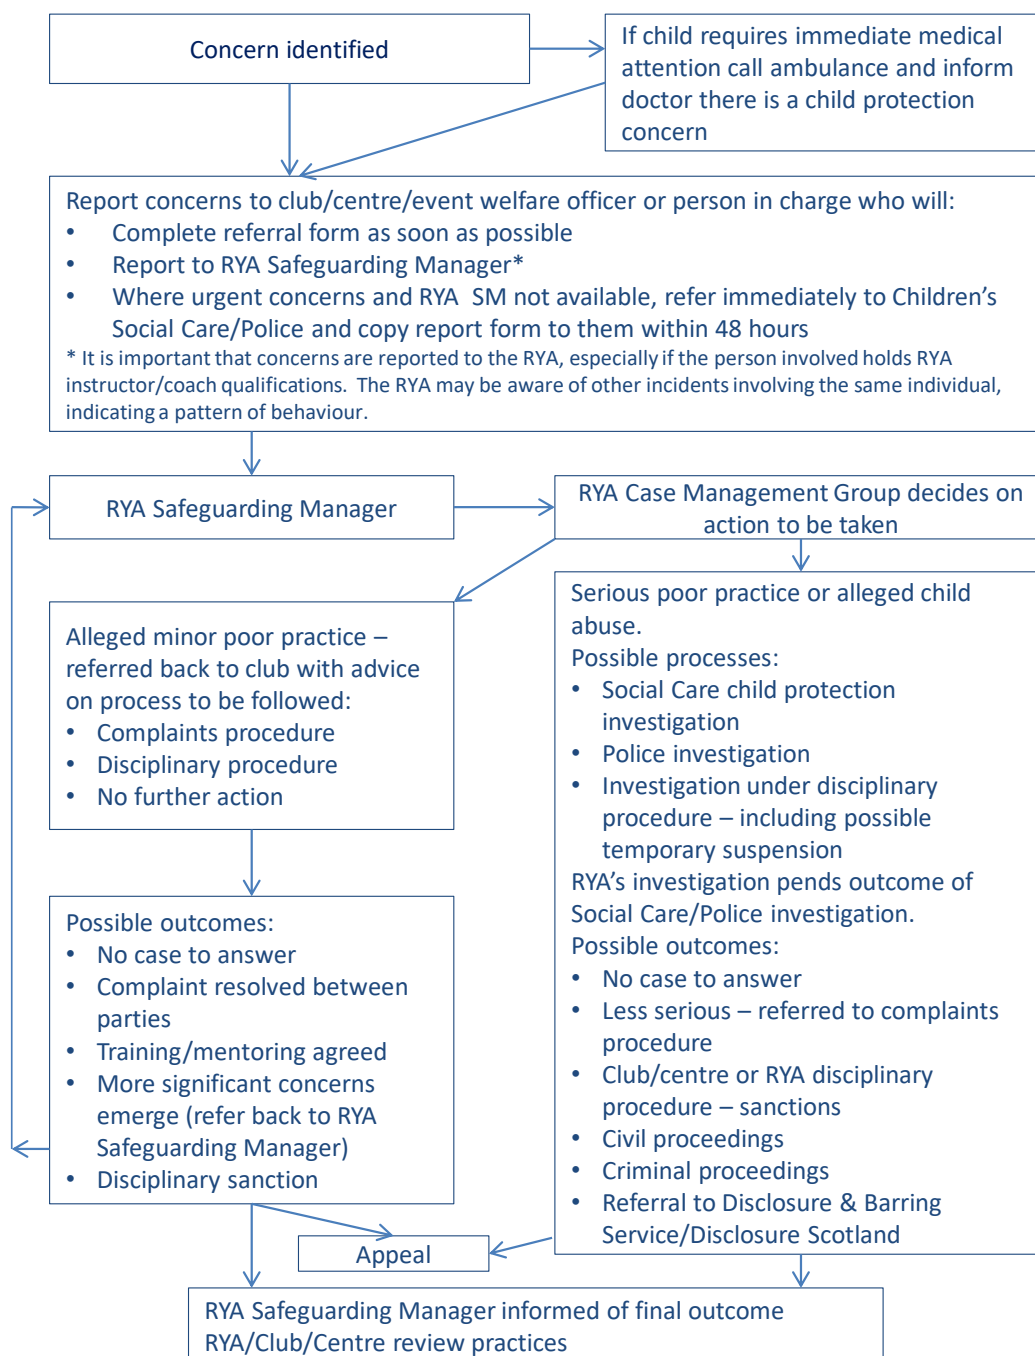 Concern identified
If child requires immediate medical
attention call ambulance and inform
doctor there is a child protection
concern
Report concerns to club/centre/event welfare officer or person in charge who will:
• Complete referral form as soon as possible
• Report to RYA Safeguarding Manager*
• Where urgent concerns and RYA  SM not available, refer immediately to Children’s
Social Care/Police and copy report form to them within 48 hours
* It is important that concerns are reported to the RYA, especially if the person involved holds RYA
instructor/coach qualifications.  The RYA may be aware of other incidents involving the same individual,
indicating a pattern of behaviour.
RYA Safeguarding Manager
RYA Case Management Group decides on
action to be taken
Alleged minor poor practice –
referred back to club with advice
on process to be followed:
• Complaints procedure
• Disciplinary procedure
• No further action
Serious poor practice or alleged child
abuse.
Possible processes:
• Social Care child protection
investigation
• Police investigation
• Investigation under disciplinary
procedure – including possible
temporary suspension
RYA’s investigation pends outcome of
Social Care/Police investigation.
Possible outcomes:
• No case to answer
• Less serious – referred to complaints
procedure
• Club/centre or RYA disciplinary
procedure – sanctions
• Civil proceedings
• Criminal proceedings
• Referral to Disclosure & Barring
Service/Disclosure Scotland
Possible outcomes:
• No case to answer
• Complaint resolved between
parties
• Training/mentoring agreed
• More significant concerns
emerge (refer back to RYA
Safeguarding Manager)
• Disciplinary sanction
Appeal
RYA Safeguarding Manager informed of final outcome
RYA/Club/Centre review practices